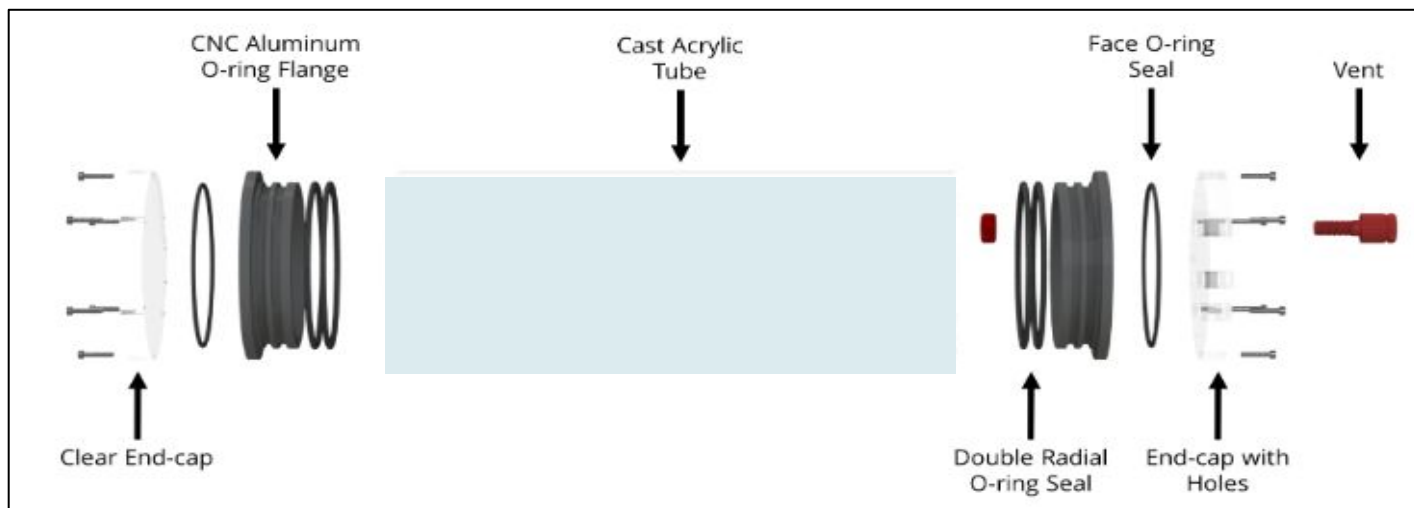 CNC Aluminum
O-ring Flange
Cast Acrylic
Tube
Face O-ring
Seal
Vent
Clear End-cap
Double Radial
O-ring Seal
End-cap with
Holes